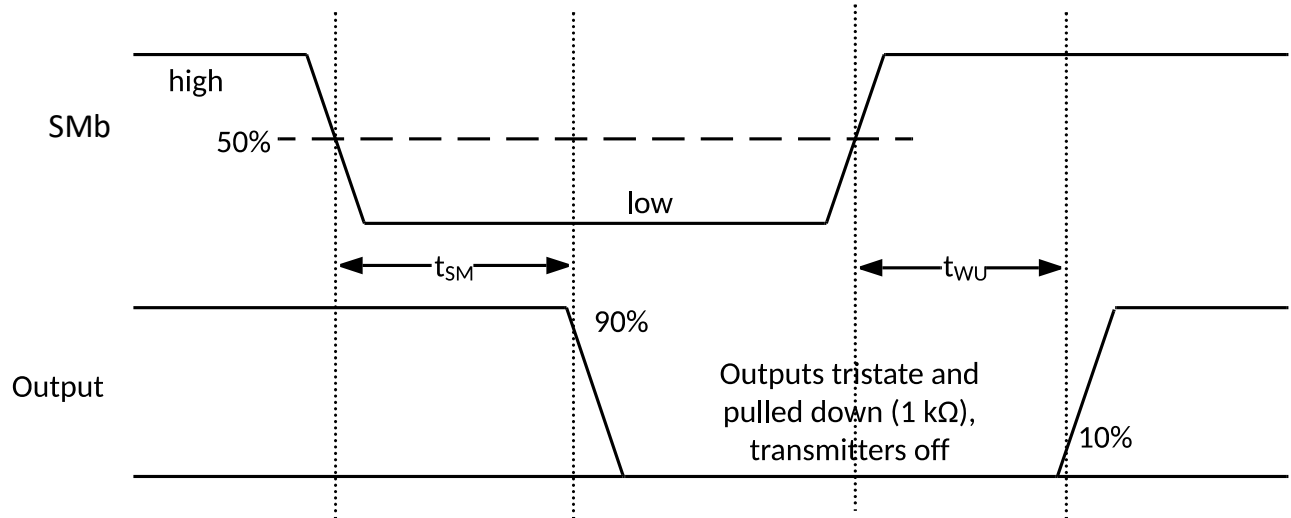 high
SMb
50%
low
tSM
tWU
90%
Output
Outputs tristate and
pulled down (1 kΩ),
transmitters off
10%